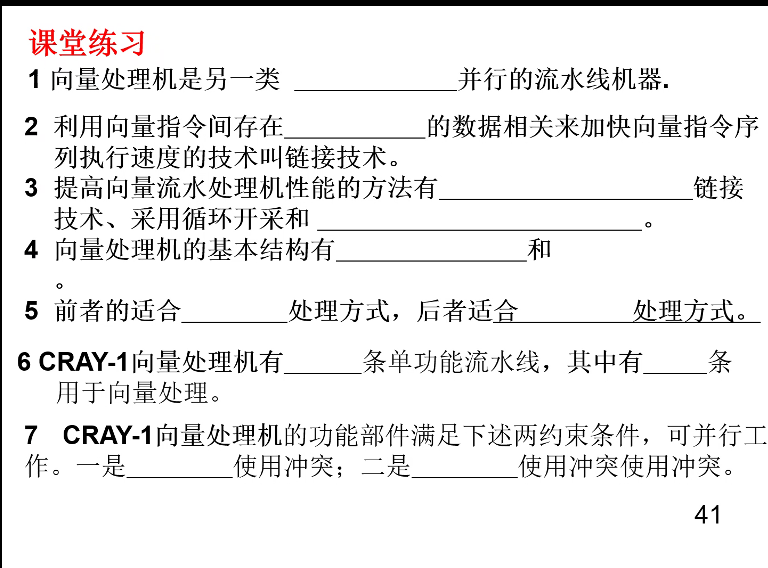 课堂练习
1 向量处理机是另一类 ____________并行的流水线机器.
2 利用向量指令间存在___________的数据相关来加快向量指令序
列执行速度的技术叫链接技术。
3 提高向量流水处理机性能的方法有____________________链接
技术、采用循环开采和 _________________________。
4 向量处理机的基本结构有_______________和
。
5 前者的适合________处理方式，后者适合_________处理方式。
6 CRAY-1向量处理机有______条单功能流水线，其中有_____条
用于向量处理。
7 CRAY-1向量处理机的功能部件满足下述两约束条件，可并行工
作。一是________使用冲突；二是________使用冲突使用冲突。
41